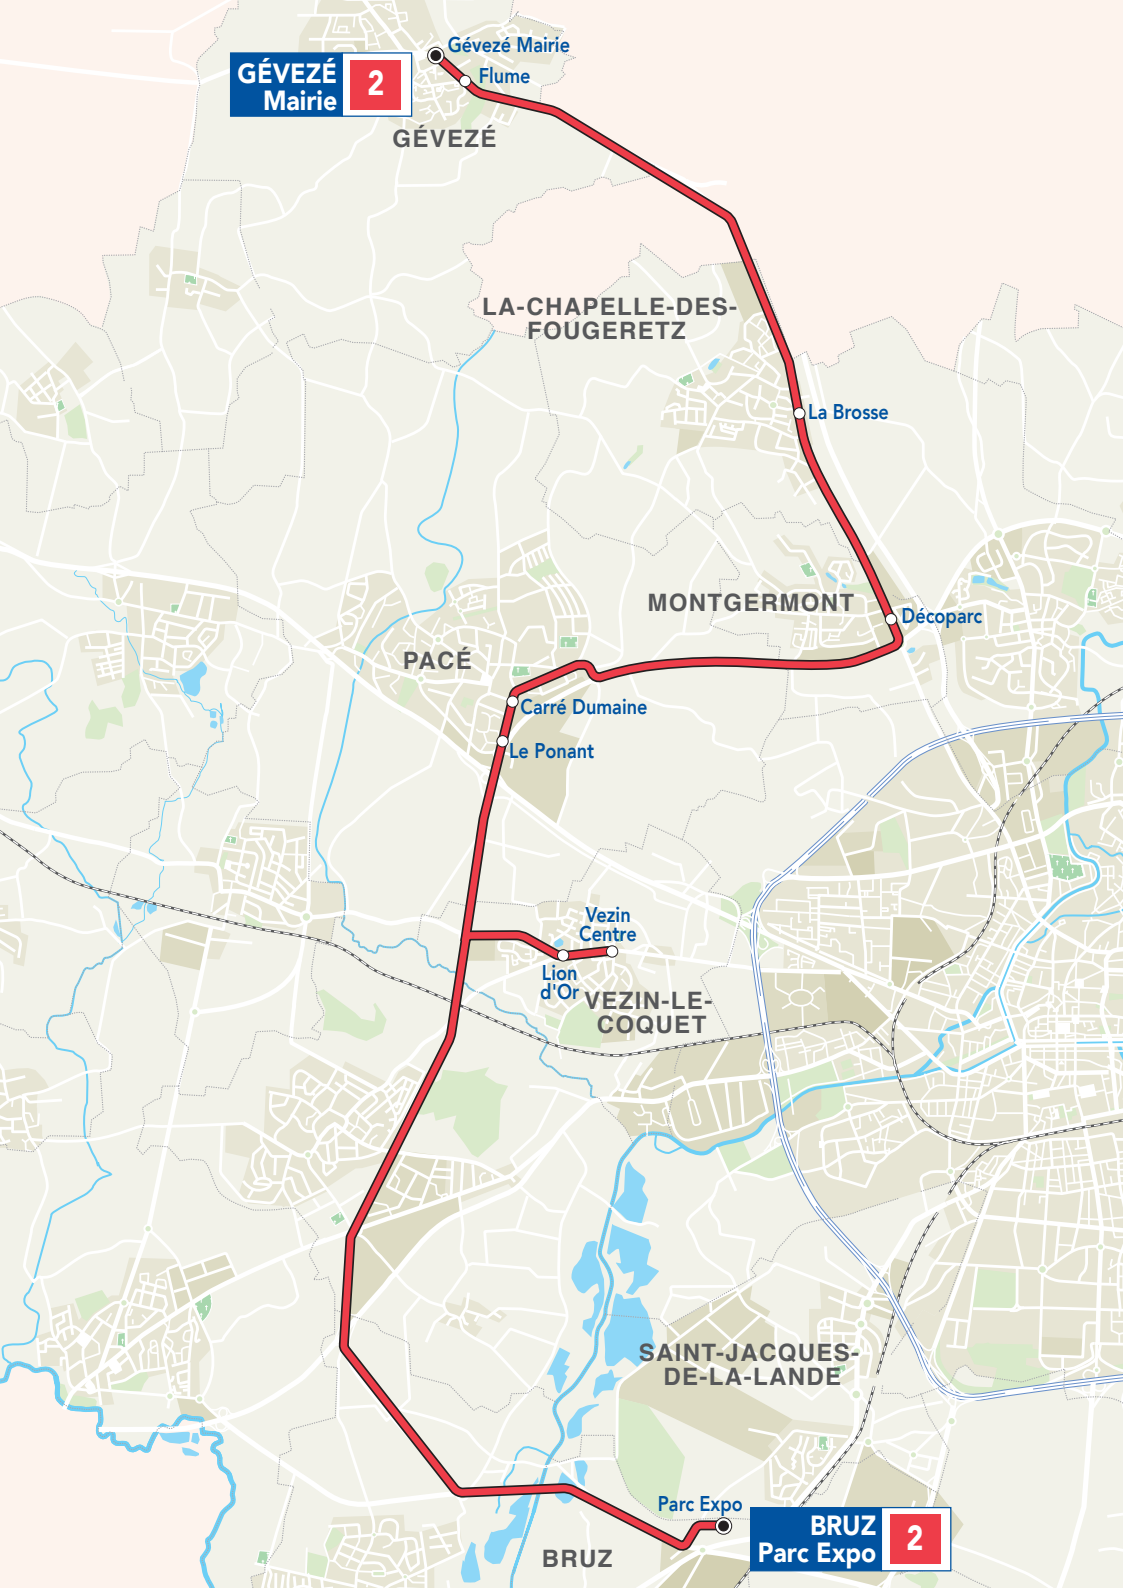 Gévezé Mairie
GÉVEZÉ
Mairie
2
Flume
GÉVEZÉ
LA-CHAPELLE-DES-
FOUGERETZ
La Brosse
MONTGERMONT
Décoparc
PACÉ
Carré Dumaine
Le Ponant
Vezin
Centre
Lion
d'Or
VEZIN-LE-
COQUET
SAINT-JACQUES-
DE-LA-LANDE
Parc Expo
BRUZ
Parc Expo
2
BRUZ